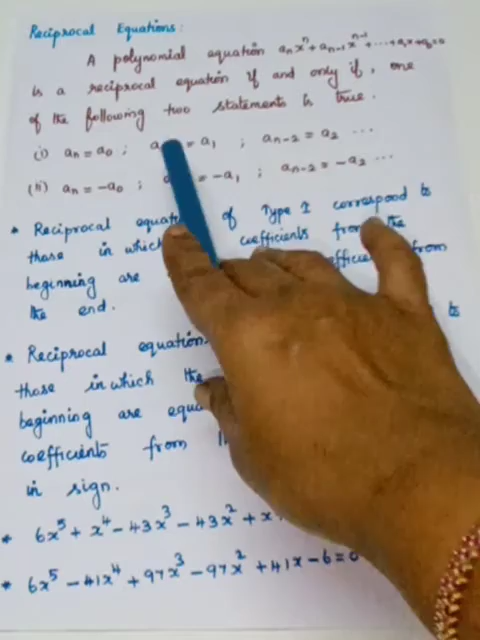 Reciprocal Equations:
A polynomial equation aₙxⁿ + aₙ₋₁xⁿ⁻¹ + ··· + a₁x + a₀ = 0
is a reciprocal equation if and only if, one
of the following two statements is true.
(i) aₙ = a₀ ; a = a₁ ; aₙ₋₂ = a₂ ···
(ii) aₙ = -a₀ ; = -a₁ ; aₙ₋₂ = -a₂ ···
* Reciprocal of Type I correspond to
those in which coefficients from the
beginning are from
the end.
* Reciprocal equation
those in which the
beginning are
coefficients from
in sign.
* 6x⁵ + x⁴ - 43x³ - 43x² + x
* 6x⁵ - 41x⁴ + 97x³ - 97x² + 41x - 6 = 0